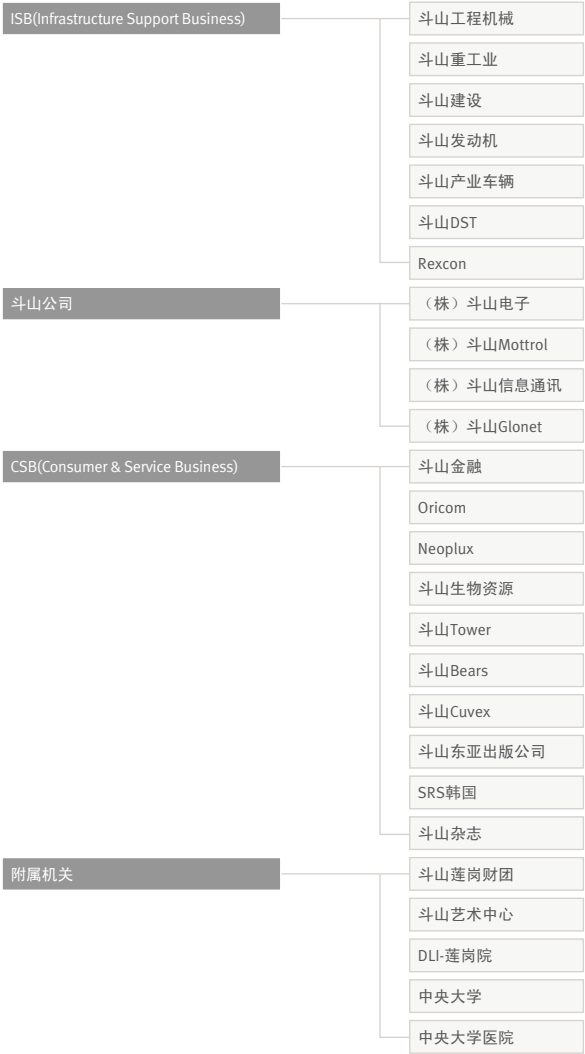 ISB(Infrastructure Support Business)
斗山工程机械
斗山重工业
斗山建设
斗山发动机
斗山产业车辆
斗山DST
Rexcon
斗山公司
（株）斗山电子
（株）斗山Mottrol
（株）斗山信息通讯
（株）斗山Glonet
CSB(Consumer & Service Business)
斗山金融
Oricom
Neoplux
斗山生物资源
斗山Tower
斗山Bears
斗山Cuvex
斗山东亚出版公司
SRS韩国
斗山杂志
附属机关
斗山莲岗财团
斗山艺术中心
DLI-莲岗院
中央大学
中央大学医院